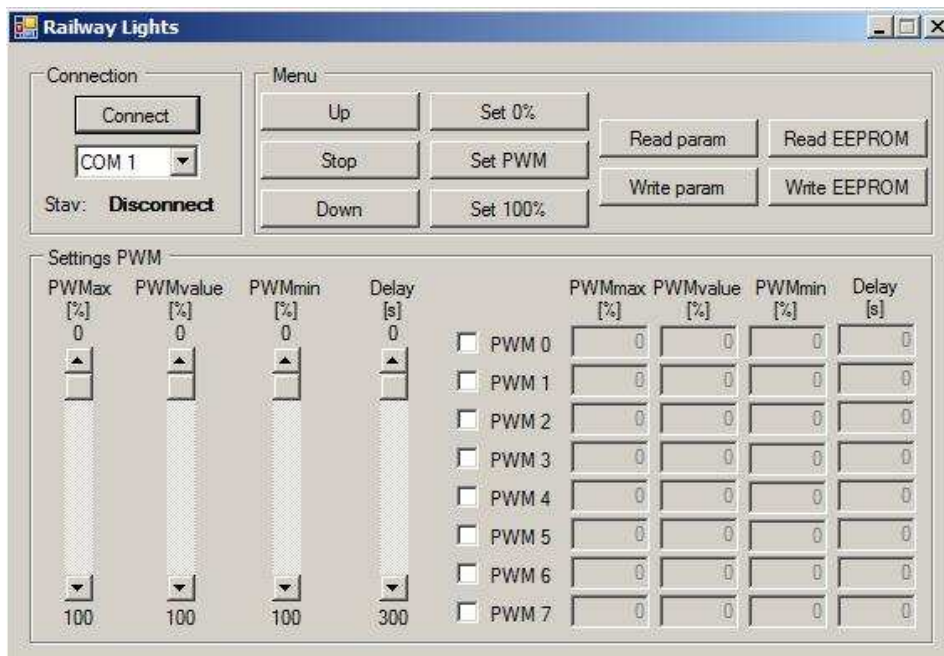 Railway Lights
Connection
Connect
COM 1
Stav: Disconnect
Menu
Up Set 0%
Stop Set PWM
Down Set 100%
Read param Read EEPROM
Write param Write EEPROM
Settings PWM
PWMax PWMvalue PWMmin Delay
[%] [%] [%] [s]
0 0 0 0
100 100 100 300
PWMmax PWMvalue PWMmin Delay
[%] [%] [%] [s]
PWM 0 0 0 0 0
PWM 1 0 0 0 0
PWM 2 0 0 0 0
PWM 3 0 0 0 0
PWM 4 0 0 0 0
PWM 5 0 0 0 0
PWM 6 0 0 0 0
PWM 7 0 0 0 0